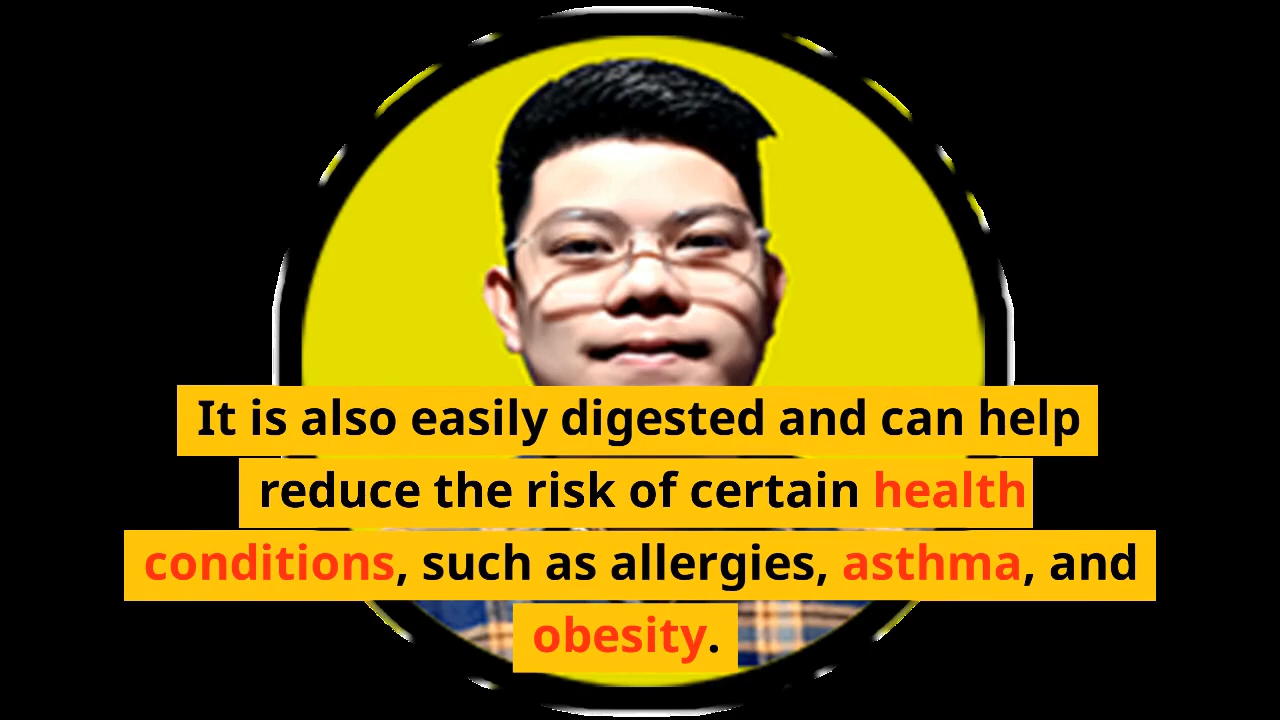 It is also easily digested and can help
reduce the risk of certain health
conditions, such as allergies, asthma, and
obesity.